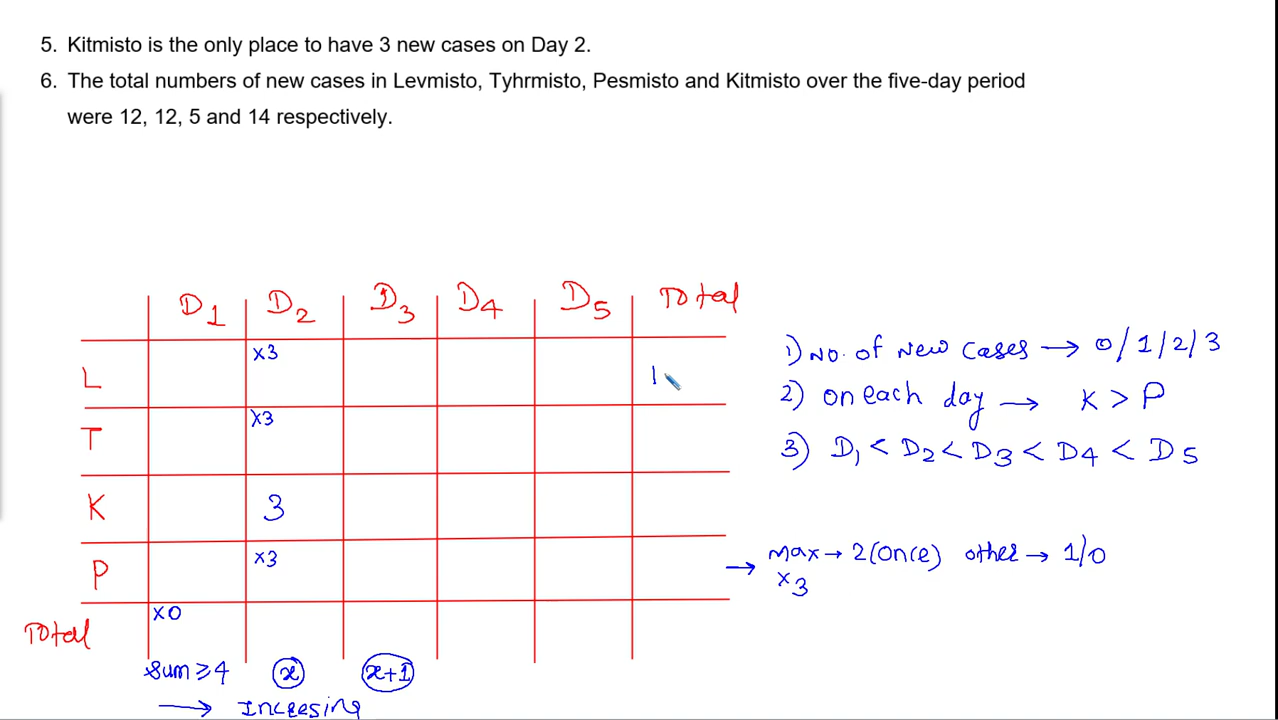 5. Kitmisto is the only place to have 3 new cases on Day 2.
6. The total numbers of new cases in Levmisto, Tyhrmisto, Pesmisto and Kitmisto over the five-day period
were 12, 12, 5 and 14 respectively.
D1 D2 D3 D4 D5 Total
x3
L 1
x3
T
K 3
x3
P
x0
Total
Sum ≥ 4 x x+1
→ Increesing
1) No. of New Cases → 0/1/2/3
2) on each day → K > P
3) D1 < D2 < D3 < D4 < D5
→ max → 2(once) other → 1/0
x3